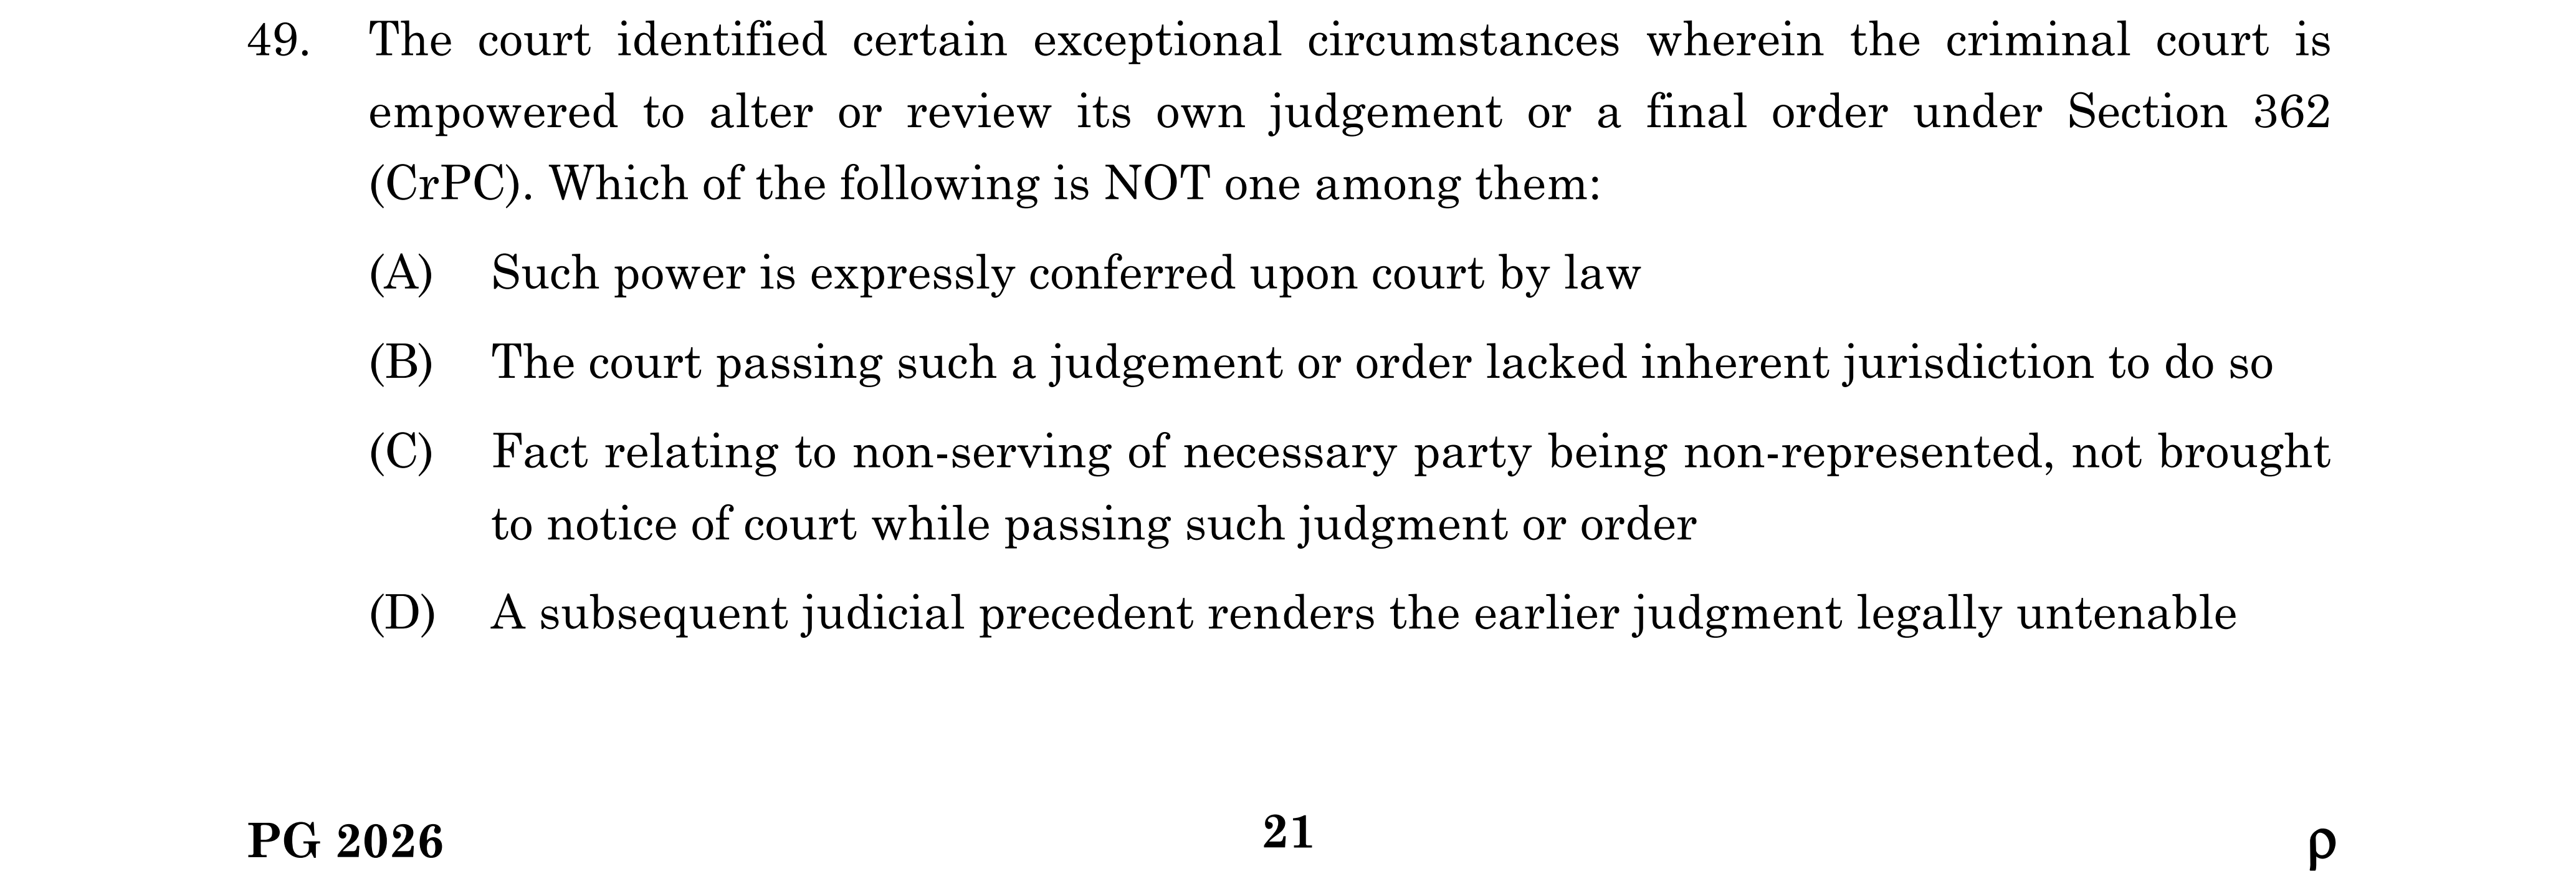 49. The court identified certain exceptional circumstances wherein the criminal court is
empowered to alter or review its own judgement or a final order under Section 362
(CrPC). Which of the following is NOT one among them:
(A) Such power is expressly conferred upon court by law
(B) The court passing such a judgement or order lacked inherent jurisdiction to do so
(C) Fact relating to non-serving of necessary party being non-represented, not brought
to notice of court while passing such judgment or order
(D) A subsequent judicial precedent renders the earlier judgment legally untenable
PG 2026 21 ρ